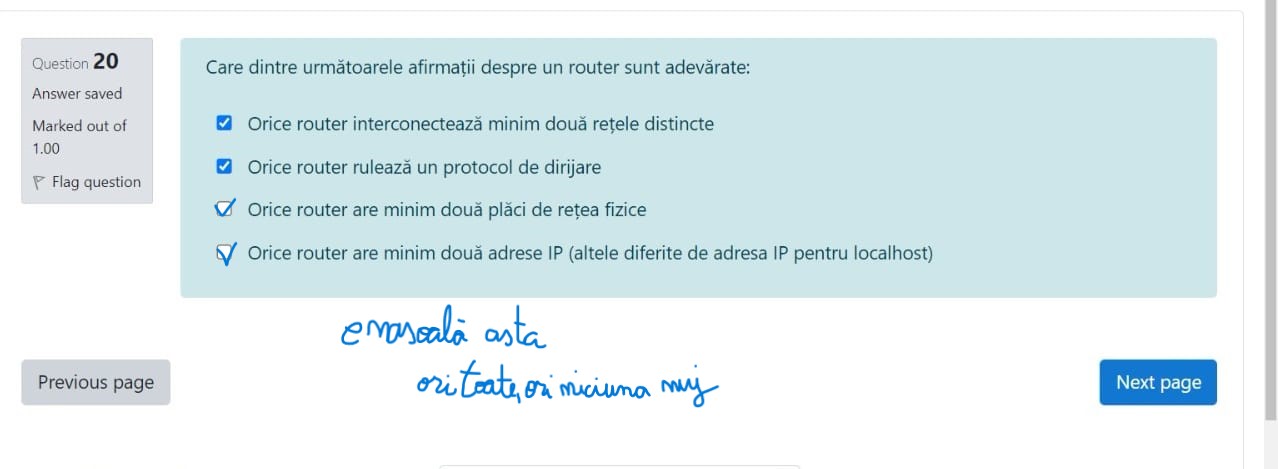 Question 20
Answer saved
Marked out of
1.00
Flag question
Care dintre următoarele afirmații despre un router sunt adevărate:
Orice router interconectează minim două rețele distincte
Orice router rulează un protocol de dirijare
Orice router are minim două plăci de rețea fizice
Orice router are minim două adrese IP (altele diferite de adresa IP pentru localhost)
e nasoală asta
ori toate, ori niciuna nuj
Previous page
Next page